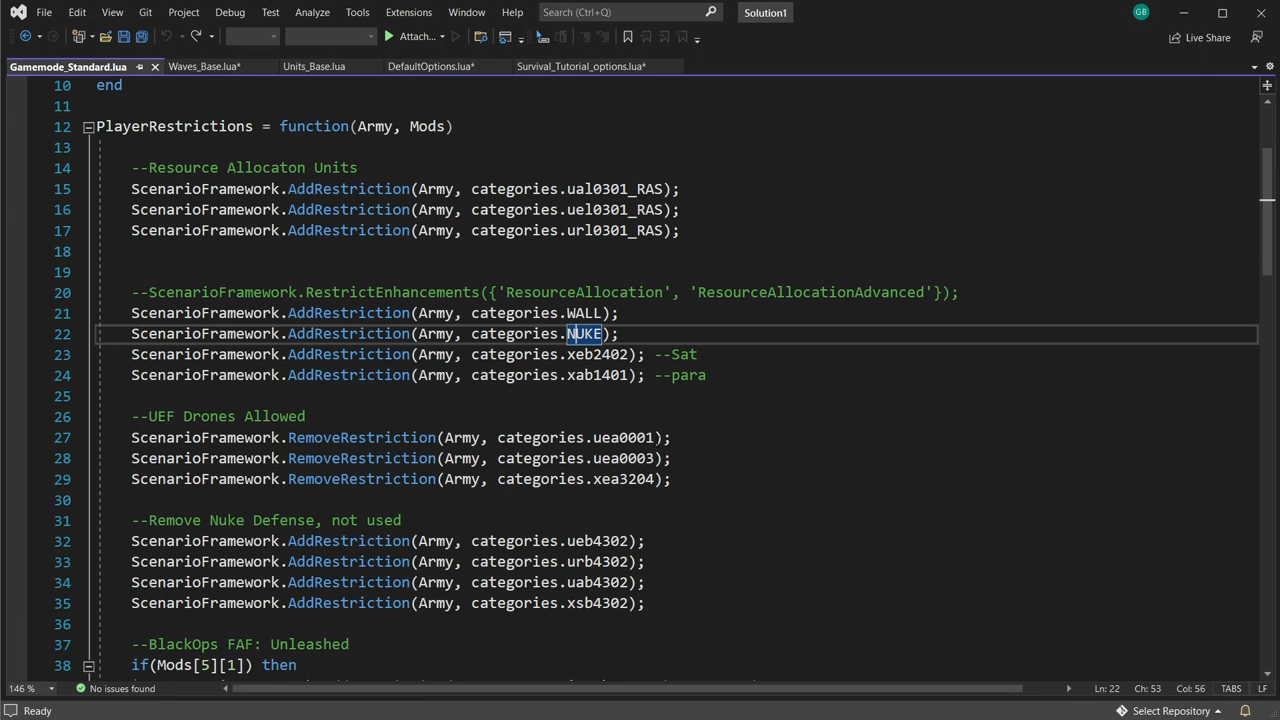 File Edit View Git Project Debug Test Analyze Tools Extensions Window Help Search (Ctrl+Q) Solution1 GB
Attach... Live Share
Gamemode_Standard.lua Waves_Base.lua* Units_Base.lua DefaultOptions.lua* Survival_Tutorial_options.lua*
10 end
11
12 PlayerRestrictions = function(Army, Mods)
13
14 --Resource Allocaton Units
15 ScenarioFramework.AddRestriction(Army, categories.ual0301_RAS);
16 ScenarioFramework.AddRestriction(Army, categories.uel0301_RAS);
17 ScenarioFramework.AddRestriction(Army, categories.url0301_RAS);
18
19
20 --ScenarioFramework.RestrictEnhancements({'ResourceAllocation', 'ResourceAllocationAdvanced'});
21 ScenarioFramework.AddRestriction(Army, categories.WALL);
22 ScenarioFramework.AddRestriction(Army, categories.NUKE);
23 ScenarioFramework.AddRestriction(Army, categories.xeb2402); --Sat
24 ScenarioFramework.AddRestriction(Army, categories.xab1401); --para
25
26 --UEF Drones Allowed
27 ScenarioFramework.RemoveRestriction(Army, categories.uea0001);
28 ScenarioFramework.RemoveRestriction(Army, categories.uea0003);
29 ScenarioFramework.RemoveRestriction(Army, categories.xea3204);
30
31 --Remove Nuke Defense, not used
32 ScenarioFramework.AddRestriction(Army, categories.ueb4302);
33 ScenarioFramework.AddRestriction(Army, categories.urb4302);
34 ScenarioFramework.AddRestriction(Army, categories.uab4302);
35 ScenarioFramework.AddRestriction(Army, categories.xsb4302);
36
37 --BlackOps FAF: Unleashed
38 if(Mods[5][1]) then
146 % No issues found Ln: 22 Ch: 53 Col: 56 TABS LF
Ready Select Repository